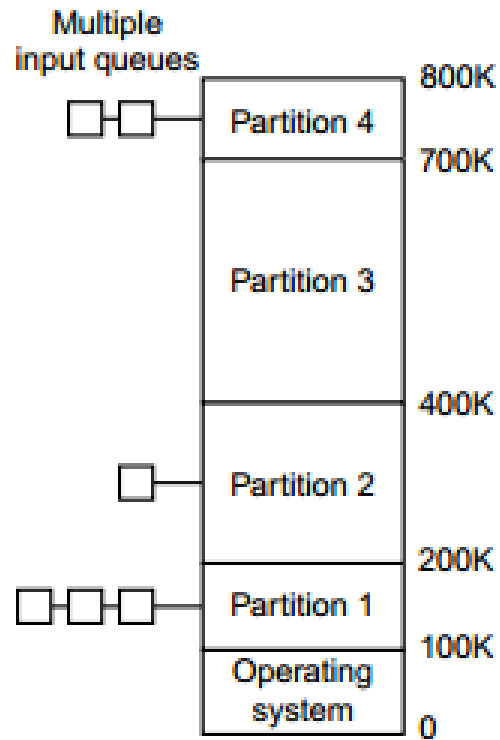 Multiple
input queues
800K
Partition 4
700K
Partition 3
400K
Partition 2
200K
Partition 1
100K
Operating
system
0